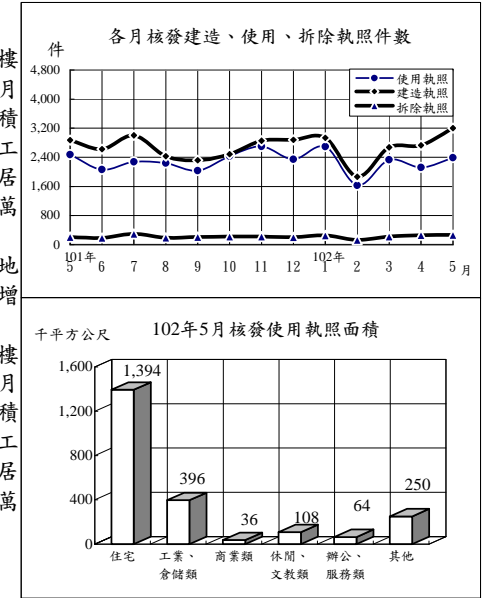 樓
月
積
工
居
萬
地
增
樓
月
積
工
居
萬
各月核發建造、使用、拆除執照件數
件
4,800
4,000
3,200
2,400
1,600
800
0
使用執照
建造執照
拆除執照
101年
102年
5 6 7 8 9 10 11 12 1 2 3 4 5 月
102年5月核發使用執照面積
千平方公尺
1,600
1,200
800
400
0
1,394
396
36
108
64
250
住宅
工業、
倉儲類
商業類
休閒、
文教類
辦公、
服務類
其他